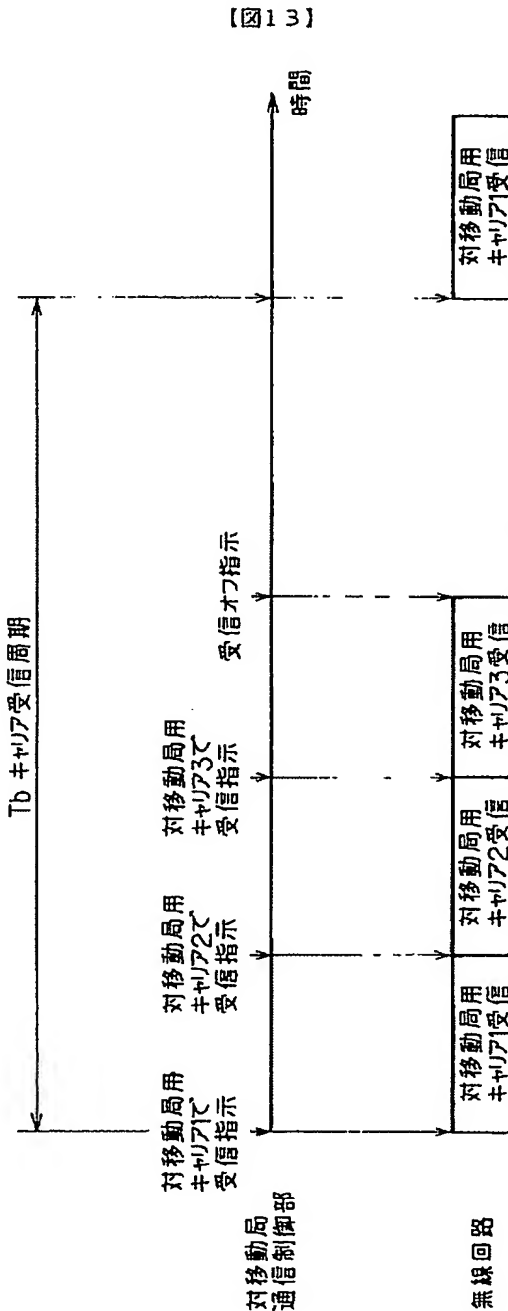 【図13】
Tb キャリア受信周期
対移動局用
キャリア1で
受信指示
対移動局用
キャリア2で
受信指示
対移動局用
キャリア3で
受信指示
受信オフ指示
対移動局
通信制御部
時間
無線回路
対移動局用
キャリア1受信
対移動局用
キャリア2受信
対移動局用
キャリア3受信
対移動局用
キャリア1受信